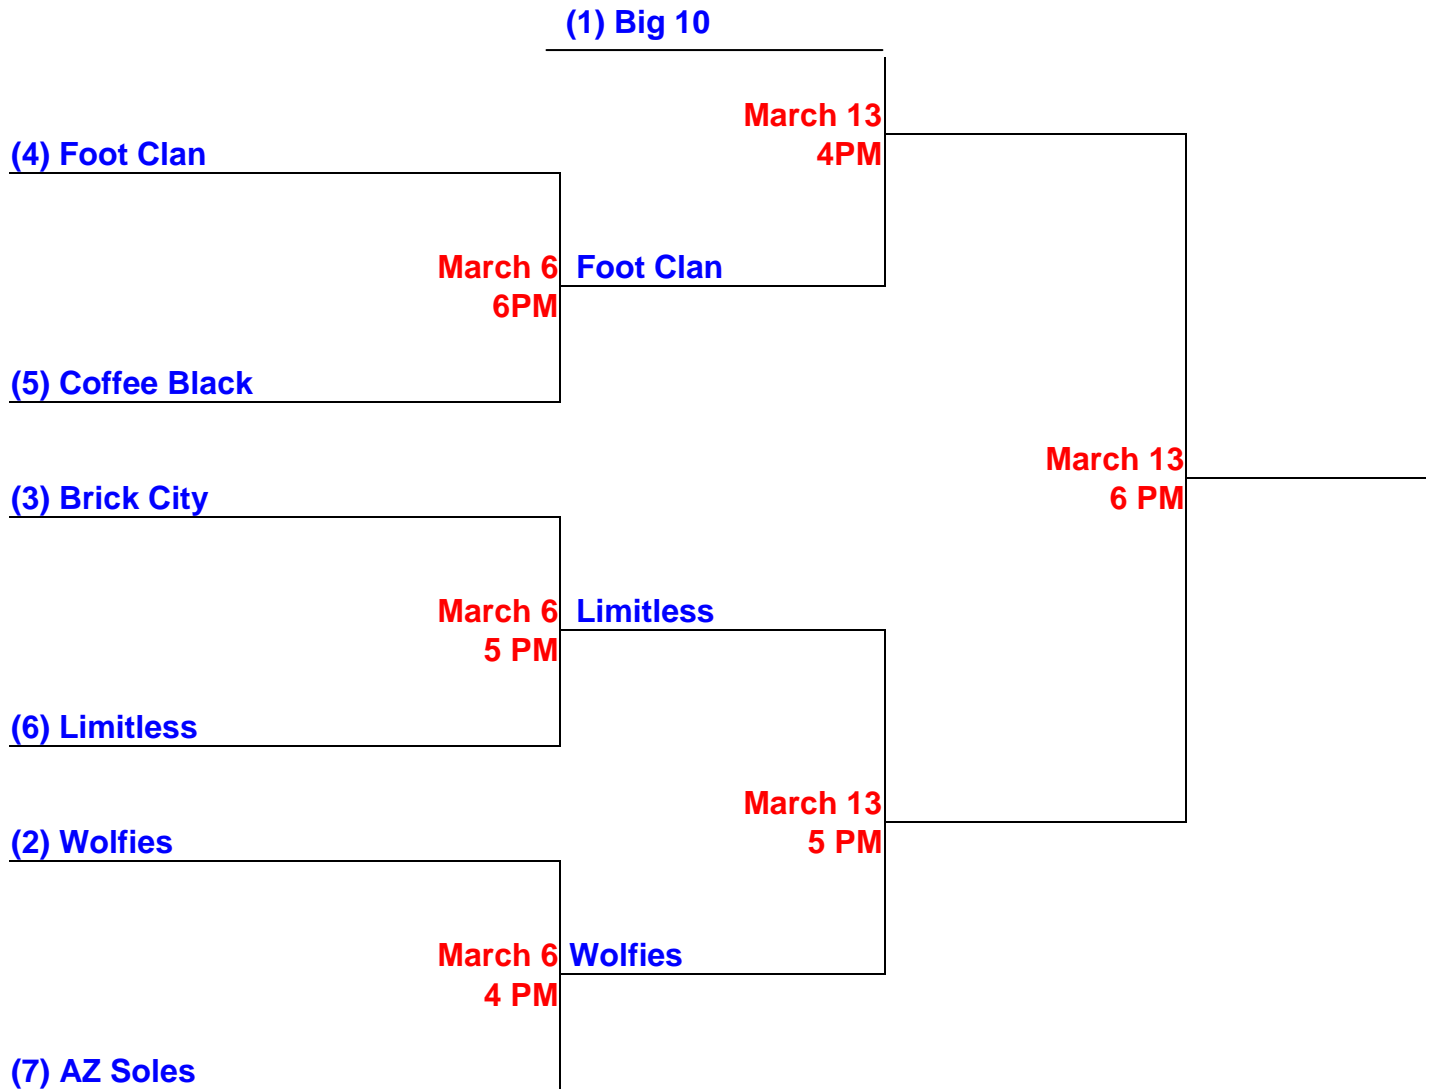 (1) Big 10
March 13
4PM
(4) Foot Clan
March 6
6PM
Foot Clan
(5) Coffee Black
March 13
6 PM
(3) Brick City
March 6
5 PM
Limitless
(6) Limitless
March 13
5 PM
(2) Wolfies
March 6
4 PM
Wolfies
(7) AZ Soles